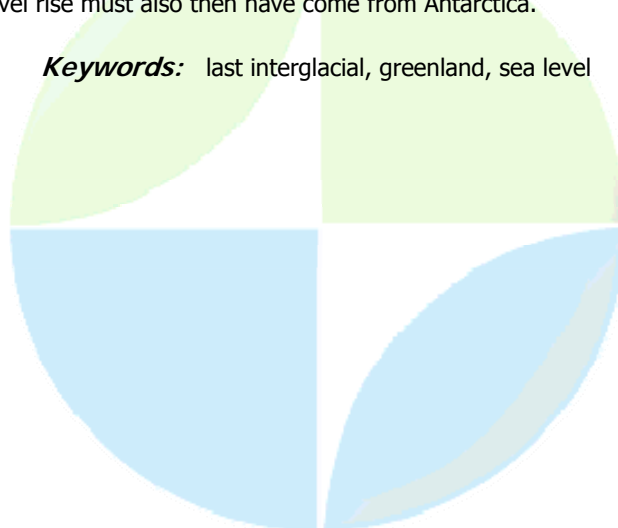 vel rise must also then have come from Antarctica.
Keywords: last interglacial, greenland, sea level